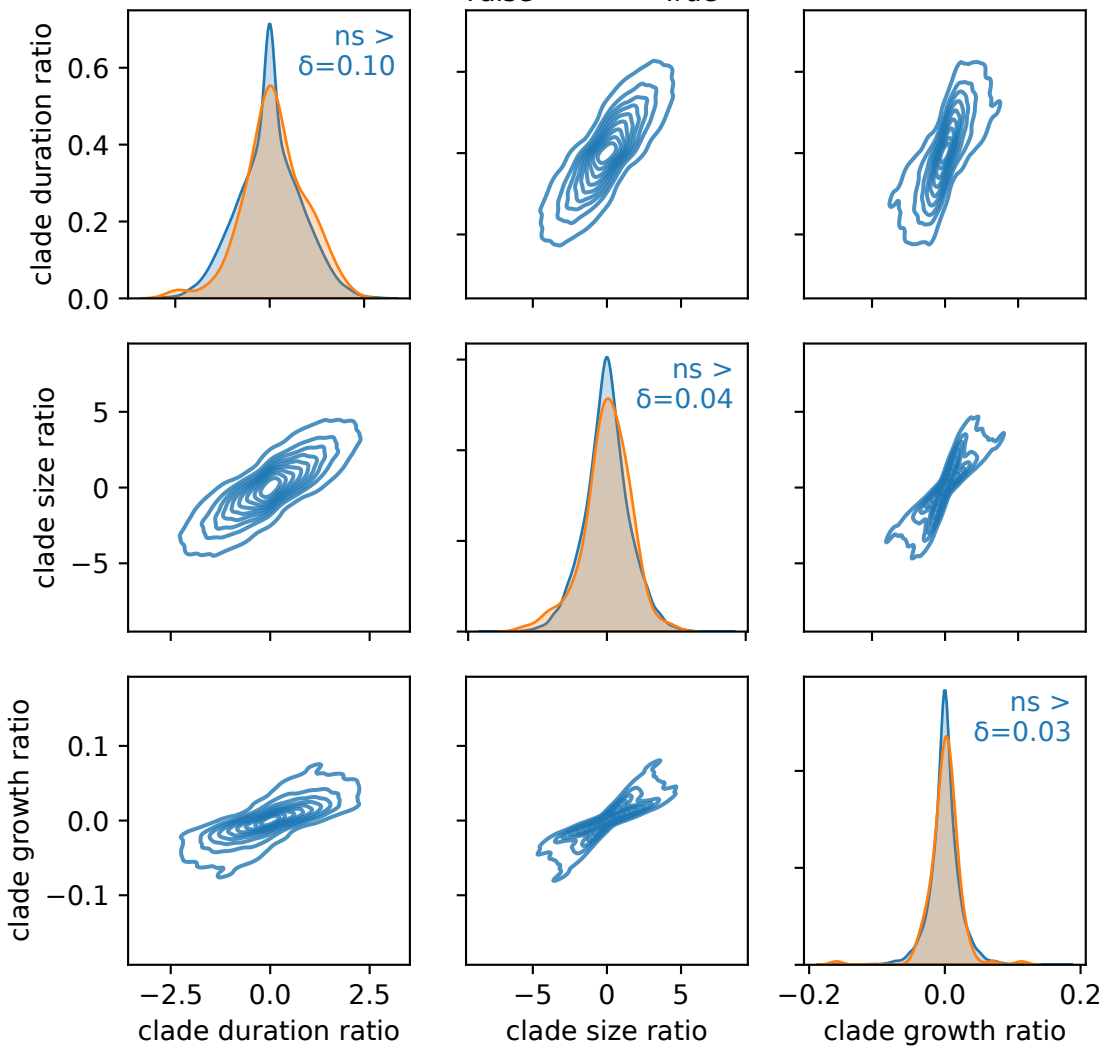 clade duration ratio
0.6
0.4
0.2
0.0
ns >
δ=0.10
−5
0
5
clade size ratio
5
0
−5
ns >
δ=0.04
clade growth ratio
0.1
0.0
−0.1
ns >
δ=0.03
−2.5
0.0
2.5
−5
0
5
−0.2
0.0
0.2
clade duration ratio
clade size ratio
clade growth ratio